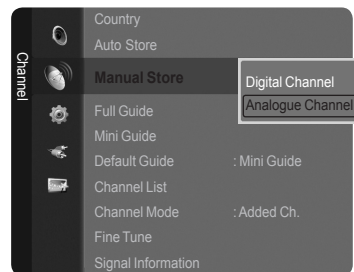 Channel
Country
Auto Store
Manual Store
Digital Channel
Analogue Channel
Full Guide
Mini Guide
Default Guide : Mini Guide
Channel List
Channel Mode : Added Ch.
Fine Tune
Signal Information